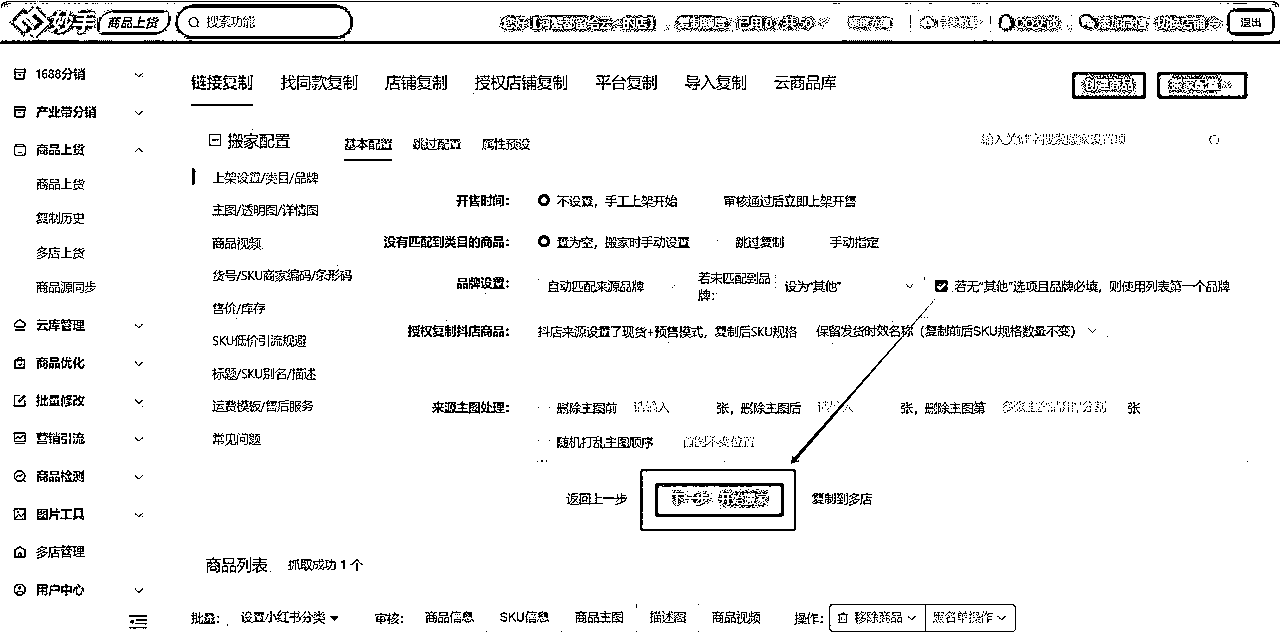 妙手 商品上货 搜索功能 退出
1688分销
产业带分销
商品上货
商品上货
复制历史
多店上货
商品源同步
云库管理
商品优化
批量修改
营销引流
商品检测
图片工具
多店管理
用户中心
链接复制 找同款复制 店铺复制 授权店铺复制 平台复制 导入复制 云商品库
搬家配置 基本配置 跳过配置 属性预设
上架设置/类目/品牌
主图/透明图/详情图
商品视频
货号/SKU商家编码/条形码
售价/库存
SKU低价引流规避
标题/SKU别名/描述
运费模板/售后服务
常见问题
开售时间: 不设置，手工上架开始 审核通过后立即上架开售
没有匹配到类目的商品: 置为空，搬家时手动设置 跳过复制 手动指定
品牌设置: 自动匹配来源品牌 若未匹配到品牌: 设为"其他" 若无"其他"选项且品牌必填，则使用列表第一个品牌
授权复制抖店商品: 抖店来源设置了现货+预售模式，复制后SKU规格 保留发货时效名称（复制前后SKU规格数量不变）
来源主图处理: 删除主图前 请输入 张，删除主图后 请输入 张，删除主图第 张
随机打乱主图顺序
返回上一步 下一步 开始搬家 复制到多店
商品列表 抓取成功 1 个
批量: 设置小红书分类 审核: 商品信息 SKU信息 商品主图 描述图 商品视频 操作: 移除商品 黑名单操作